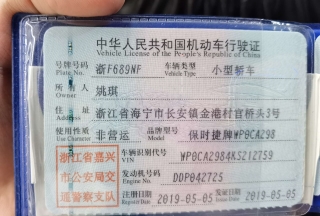 中华人民共和国机动车行驶证
Vehicle License of the People's Republic of China
号牌号码 浙F689NF 车辆类型 小型轿车
Plate No. Vehicle Type
所有人 姚琪
Owner
住址 浙江省海宁市长安镇金港村宫桥头3号
Address
使用性质 非营运 品牌型号 保时捷牌WP0CA298
Use Character Model
浙江省嘉兴 车辆识别代号 WP0CA2984KS212759
VIN
市公安局交 发动机号码 DDP042725
Engine No.
通警察支队 注册日期 2019-05-05 发证日期 2019-05-05
Register Date Issue Date